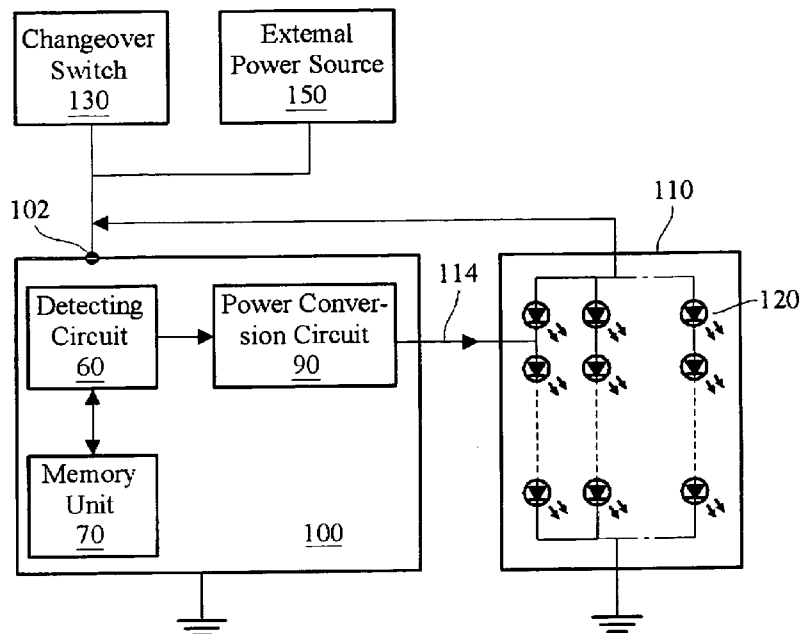 Changeover
Switch
130
External
Power Source
150
102
110
Detecting
Circuit
60
Power Conver-
sion Circuit
90
114
120
Memory
Unit
70
100